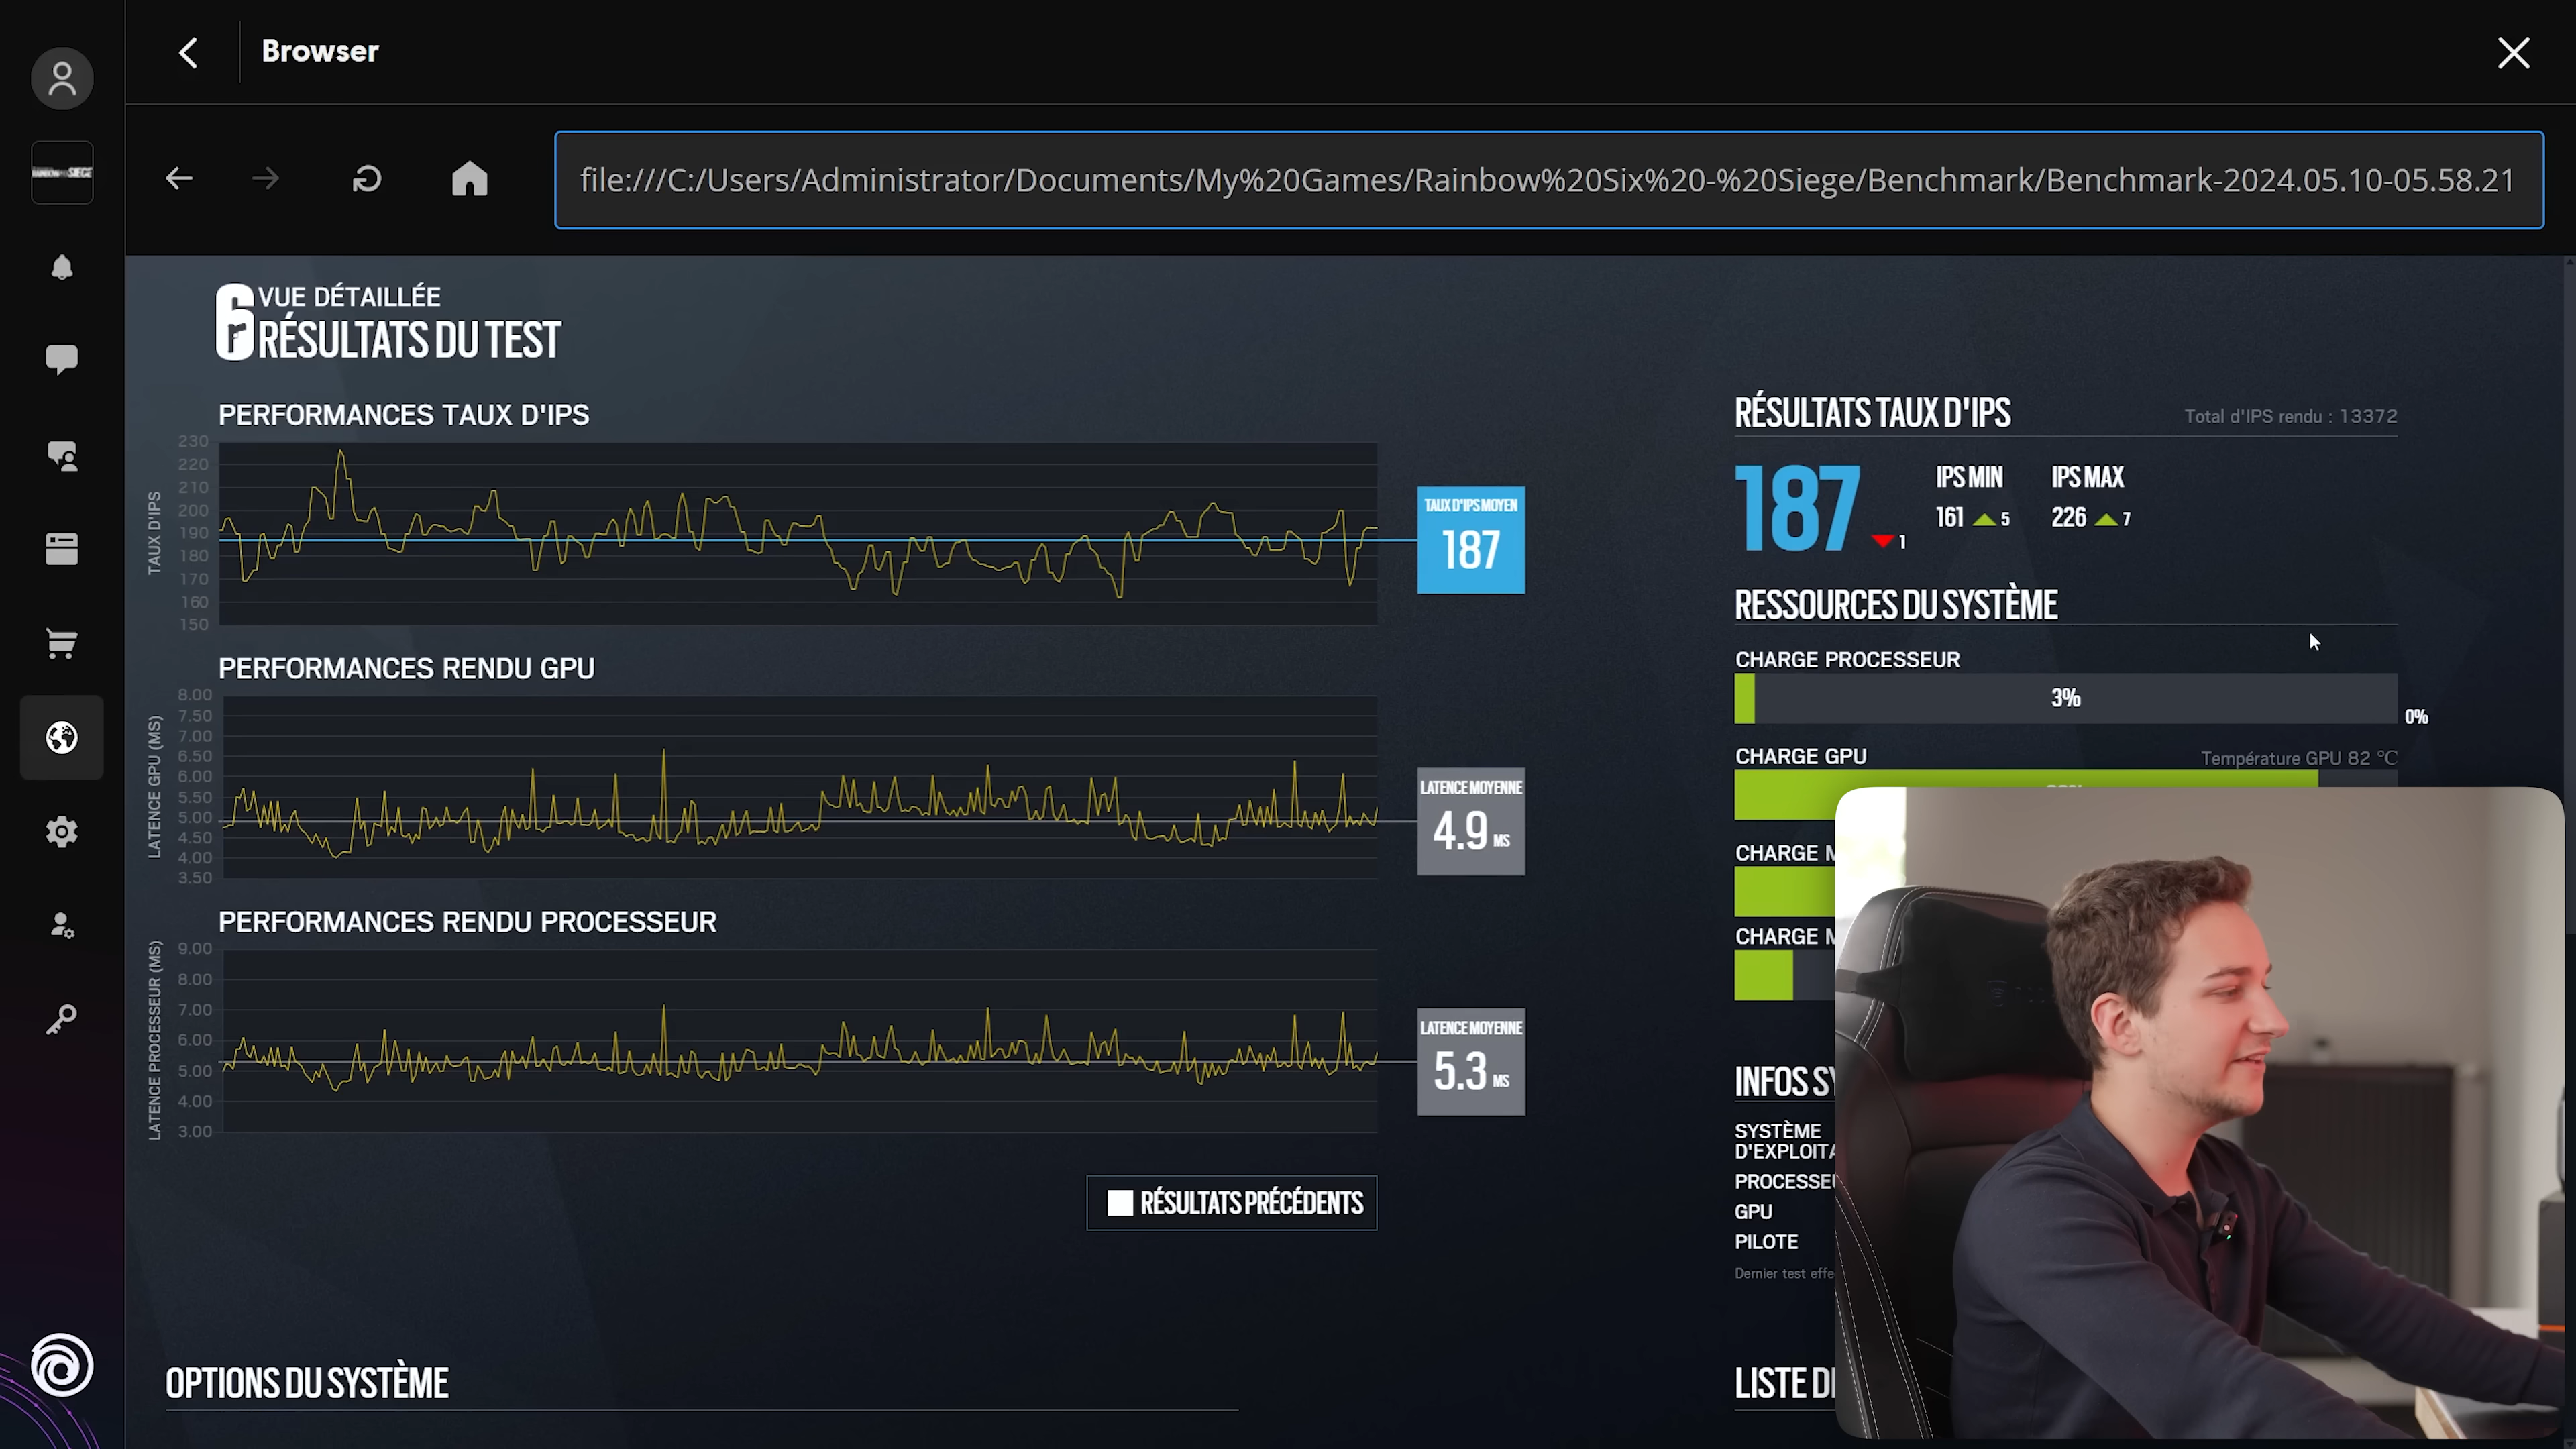 Browser
file:///C:/Users/Administrator/Documents/My%20Games/Rainbow%20Six%20-%20Siege/Benchmark/Benchmark-2024.05.10-05.58.21
VUE DÉTAILLÉE
RÉSULTATS DU TEST
PERFORMANCES TAUX D'IPS
TAUX D'IPS
230
220
210
200
190
180
170
160
150
TAUX D'IPS MOYEN
187
PERFORMANCES RENDU GPU
LATENCE GPU (MS)
8.00
7.50
7.00
6.50
6.00
5.50
5.00
4.50
4.00
3.50
LATENCE MOYENNE
4.9 MS
PERFORMANCES RENDU PROCESSEUR
LATENCE PROCESSEUR (MS)
9.00
8.00
7.00
6.00
5.00
4.00
3.00
LATENCE MOYENNE
5.3 MS
RÉSULTATS PRÉCÉDENTS
OPTIONS DU SYSTÈME
RÉSULTATS TAUX D'IPS
Total d'IPS rendu : 13372
187
1
IPS MIN
161 5
IPS MAX
226 7
RESSOURCES DU SYSTÈME
CHARGE PROCESSEUR
3%
0%
CHARGE GPU
Température GPU 82 °C
CHARGE M
CHARGE M
INFOS SY
SYSTÈME
D'EXPLOITA
PROCESSEU
GPU
PILOTE
Dernier test effe
LISTE D